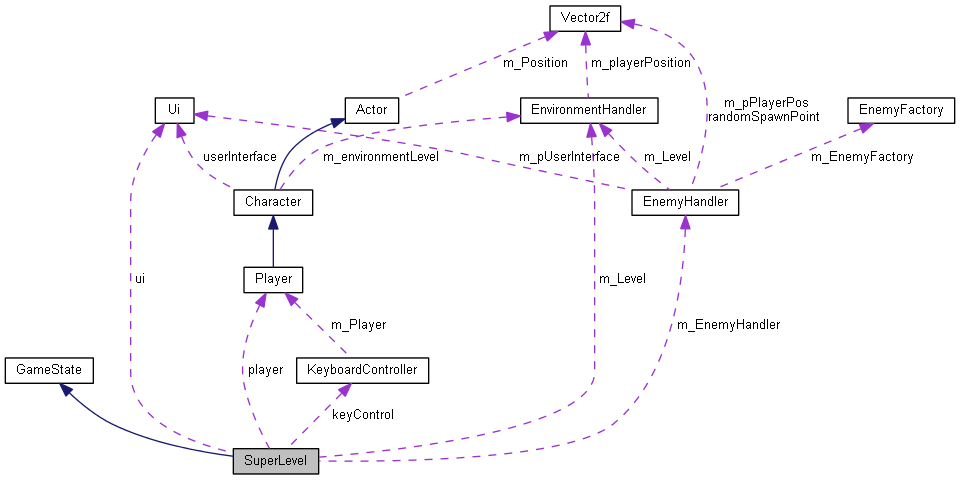 Vector2f
m_Position
m_playerPosition
Ui
Actor
EnvironmentHandler
m_pPlayerPos
randomSpawnPoint
EnemyFactory
userInterface
m_environmentLevel
m_pUserInterface
m_Level
m_EnemyFactory
Character
EnemyHandler
ui
Player
m_Level
m_Player
m_EnemyHandler
GameState
player
KeyboardController
keyControl
SuperLevel